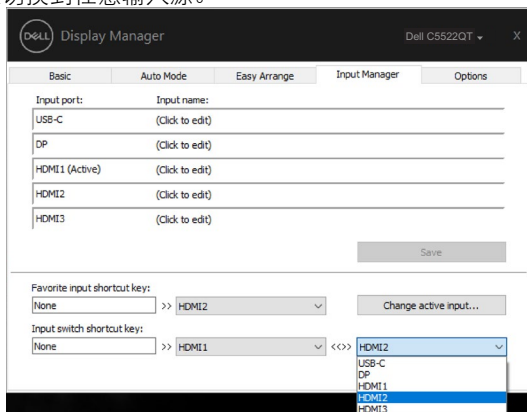 切换到任意输入源。
DELL Display Manager Dell C5522QT X
Basic Auto Mode Easy Arrange Input Manager Options
Input port: Input name:
USB-C (Click to edit)
DP (Click to edit)
HDMI1 (Active) (Click to edit)
HDMI2 (Click to edit)
HDMI3 (Click to edit)
Save
Favorite input shortcut key:
None >> HDMI2 Change active input...
Input switch shortcut key:
None >> HDMI1 <<>> HDMI2
USB-C
DP
HDMI1
HDMI2
HDMI3